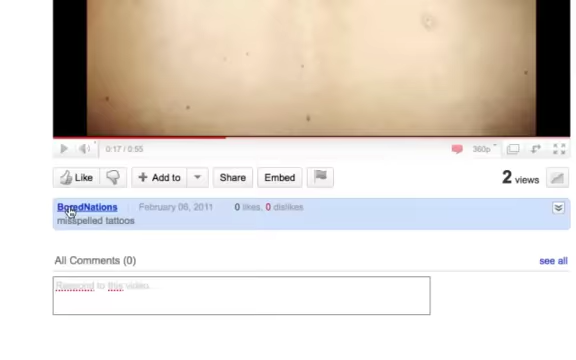 0:17 / 0:55
360p
Like
Add to
Share
Embed
2 views
BoredNations
February 06, 2011
0 likes, 0 dislikes
misspelled tattoos
All Comments (0)
see all
Respond to this video...